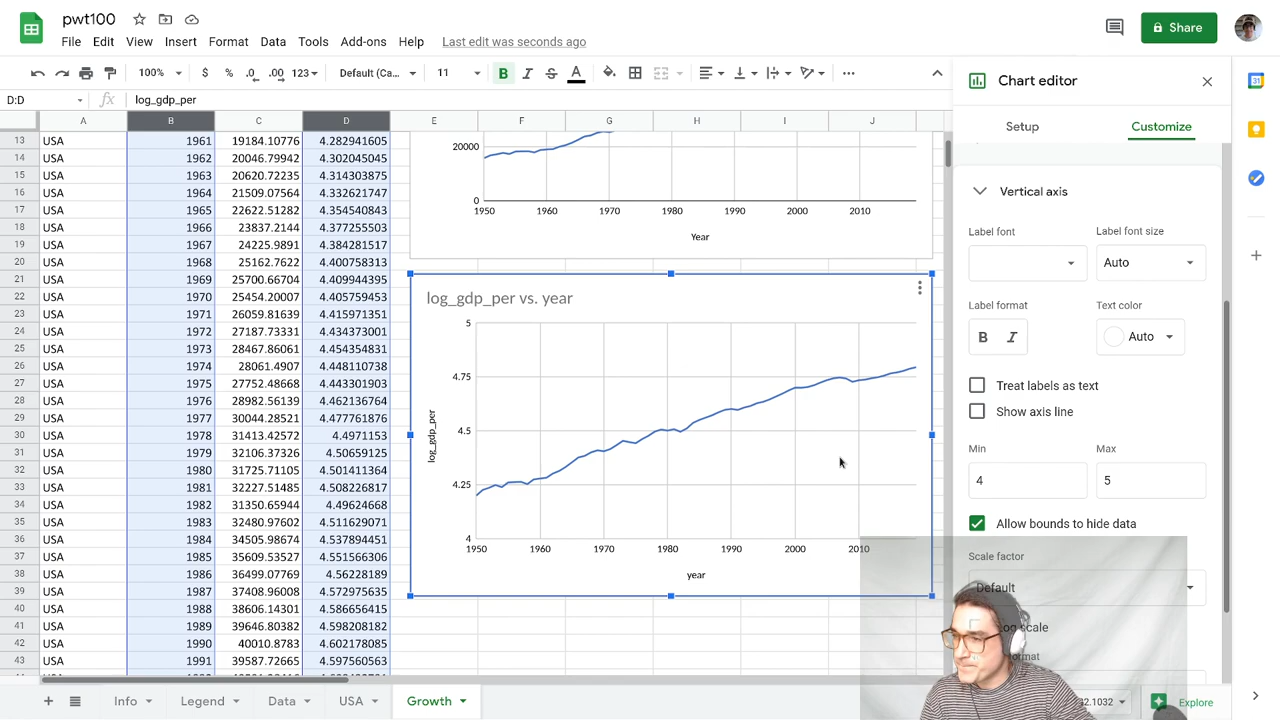 pwt100
File Edit View Insert Format Data Tools Add-ons Help Last edit was seconds ago
Share
100% $ % .0 .00 123 Default (Ca... 11 B I S A
D:D fx log_gdp_per
A B C D E F G H I J
13 USA 1961 19184.10776 4.282941605
14 USA 1962 20046.79942 4.302045045
15 USA 1963 20620.72235 4.314303875
16 USA 1964 21509.07564 4.332621747
17 USA 1965 22622.51282 4.354540843
18 USA 1966 23837.2144 4.377255503
19 USA 1967 24225.9891 4.384281517
20 USA 1968 25162.7622 4.400758313
21 USA 1969 25700.66704 4.409944395
22 USA 1970 25454.20007 4.405759453
23 USA 1971 26059.81639 4.415971351
24 USA 1972 27187.73331 4.434373001
25 USA 1973 28467.86061 4.454354831
26 USA 1974 28061.4907 4.448110738
27 USA 1975 27752.48668 4.443301903
28 USA 1976 28982.56139 4.462136764
29 USA 1977 30044.28521 4.477761876
30 USA 1978 31413.42572 4.4971153
31 USA 1979 32106.37326 4.50659125
32 USA 1980 31725.71105 4.501411364
33 USA 1981 32227.51485 4.508226817
34 USA 1982 31350.65944 4.49624668
35 USA 1983 32480.97602 4.511629071
36 USA 1984 34505.98674 4.537894451
37 USA 1985 35609.53527 4.551566306
38 USA 1986 36499.07769 4.56228189
39 USA 1987 37408.96008 4.572975635
40 USA 1988 38606.14301 4.586656415
41 USA 1989 39646.80382 4.598208182
42 USA 1990 40010.8783 4.602178085
43 USA 1991 39587.72665 4.597560563
20000
0
1950 1960 1970 1980 1990 2000 2010
Year
log_gdp_per vs. year
5
4.75
4.5
4.25
4
log_gdp_per
1950 1960 1970 1980 1990 2000 2010
year
Chart editor
Setup Customize
Vertical axis
Label font Label font size
Auto
Label format Text color
B I Auto
Treat labels as text
Show axis line
Min Max
4 5
Allow bounds to hide data
Scale factor
Default
scale
format
Info Legend Data USA Growth
Explore
31